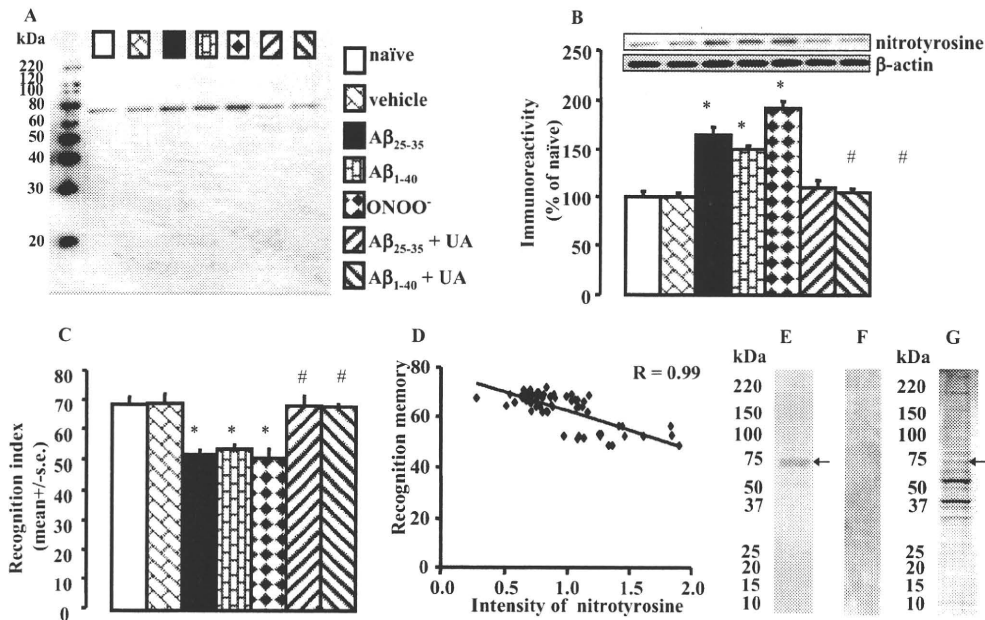 A
kDa
220
120
100
80
60
50
40
30
20
naïve
vehicle
Aβ25-35
Aβ1-40
ONOO-
Aβ25-35 + UA
Aβ1-40 + UA
B
nitrotyrosine
β-actin
Immunoreactivity
(% of naïve)
250
200
150
100
50
0
*
*
*
#
#
C
Recognition index
(mean+/-s.e.)
80
70
60
50
40
30
20
10
0
*
*
*
#
#
D
Recognition memory
80
60
40
20
0
R = 0.99
0.0
0.5
1.0
1.5
2.0
Intensity of nitrotyrosine
E
kDa
220
150
100
75
50
37
25
20
15
10
F
G
kDa
220
150
100
75
50
37
25
20
15
10